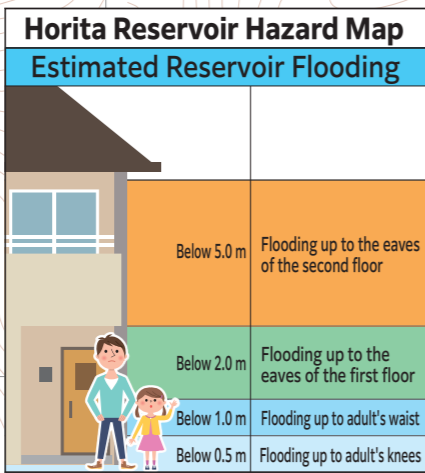 Horita Reservoir Hazard Map
Estimated Reservoir Flooding
Below 5.0 m
Flooding up to the eaves
of the second floor
Below 2.0 m
Flooding up to the
eaves of the first floor
Below 1.0 m
Flooding up to adult's waist
Below 0.5 m
Flooding up to adult's knees